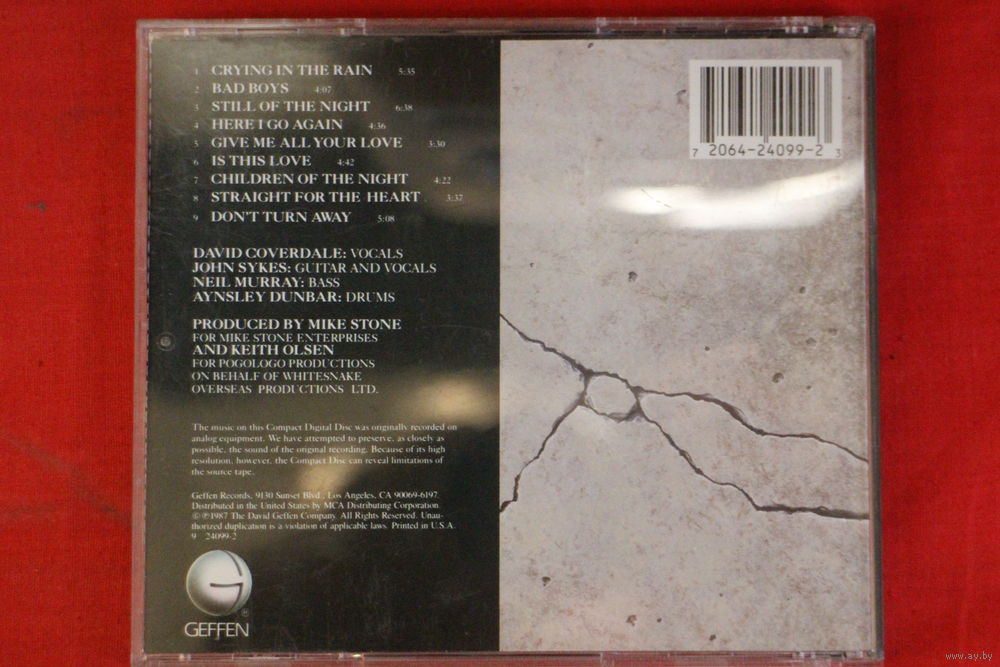 1 CRYING IN THE RAIN 5:35
2 BAD BOYS 4:07
3 STILL OF THE NIGHT 6:38
4 HERE I GO AGAIN 4:36
5 GIVE ME ALL YOUR LOVE 3:30
6 IS THIS LOVE 4:42
7 CHILDREN OF THE NIGHT 4:22
8 STRAIGHT FOR THE HEART 3:37
9 DON'T TURN AWAY 5:08
DAVID COVERDALE: VOCALS
JOHN SYKES: GUITAR AND VOCALS
NEIL MURRAY: BASS
AYNSLEY DUNBAR: DRUMS
PRODUCED BY MIKE STONE
FOR MIKE STONE ENTERPRISES
AND KEITH OLSEN
FOR POGOLOGO PRODUCTIONS
ON BEHALF OF WHITESNAKE
OVERSEAS PRODUCTIONS LTD.
The music on this Compact Digital Disc was originally recorded on
analog equipment. We have attempted to preserve, as closely as
possible, the sound of the original recording. Because of its high
resolution, however, the Compact Disc can reveal limitations of
the source tape.
Geffen Records, 9130 Sunset Blvd., Los Angeles, CA 90069-6197.
Distributed in the United States by MCA Distributing Corporation.
©℗1987 The David Geffen Company. All Rights Reserved. Unau-
thorized duplication is a violation of applicable laws. Printed in U.S.A.
9 24099-2
GEFFEN ®
7 2064-24099-2 3
www.ay.by